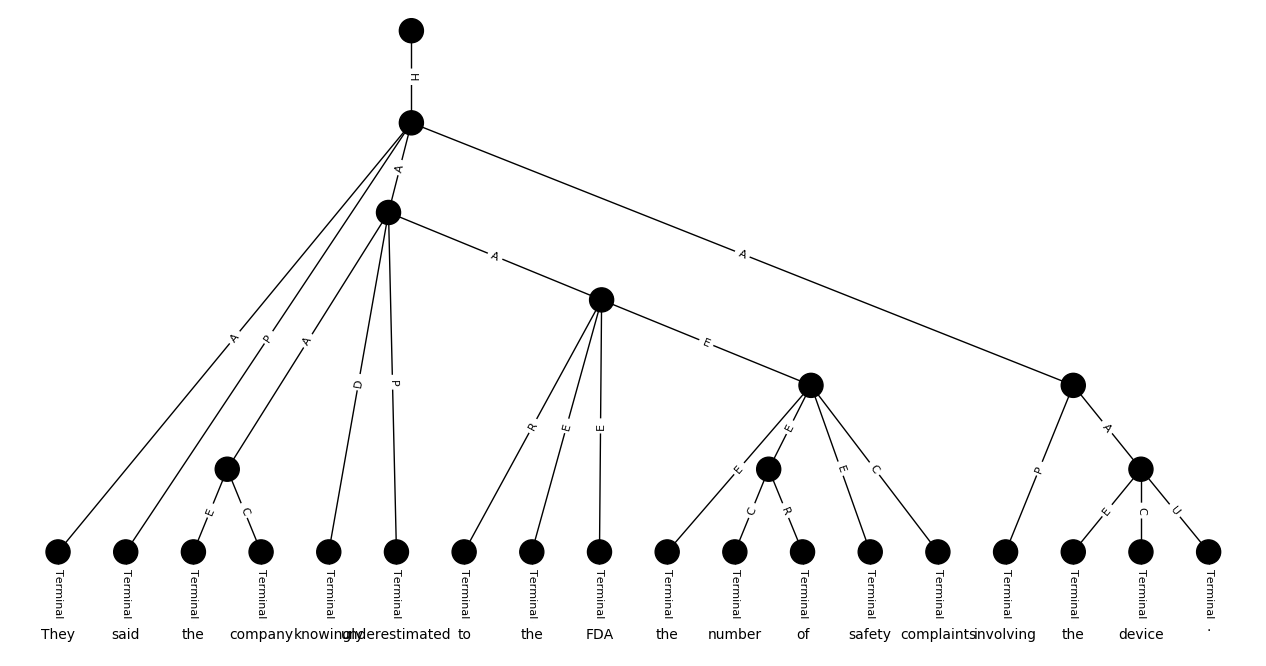 H
A
A
A
E
A P A D P R E E E E E C P A
E C C R E C U
Terminal Terminal Terminal Terminal Terminal Terminal Terminal Terminal Terminal Terminal Terminal Terminal Terminal Terminal Terminal Terminal Terminal Terminal
They said the company knowingly underestimated to the FDA the number of safety complaints involving the device .